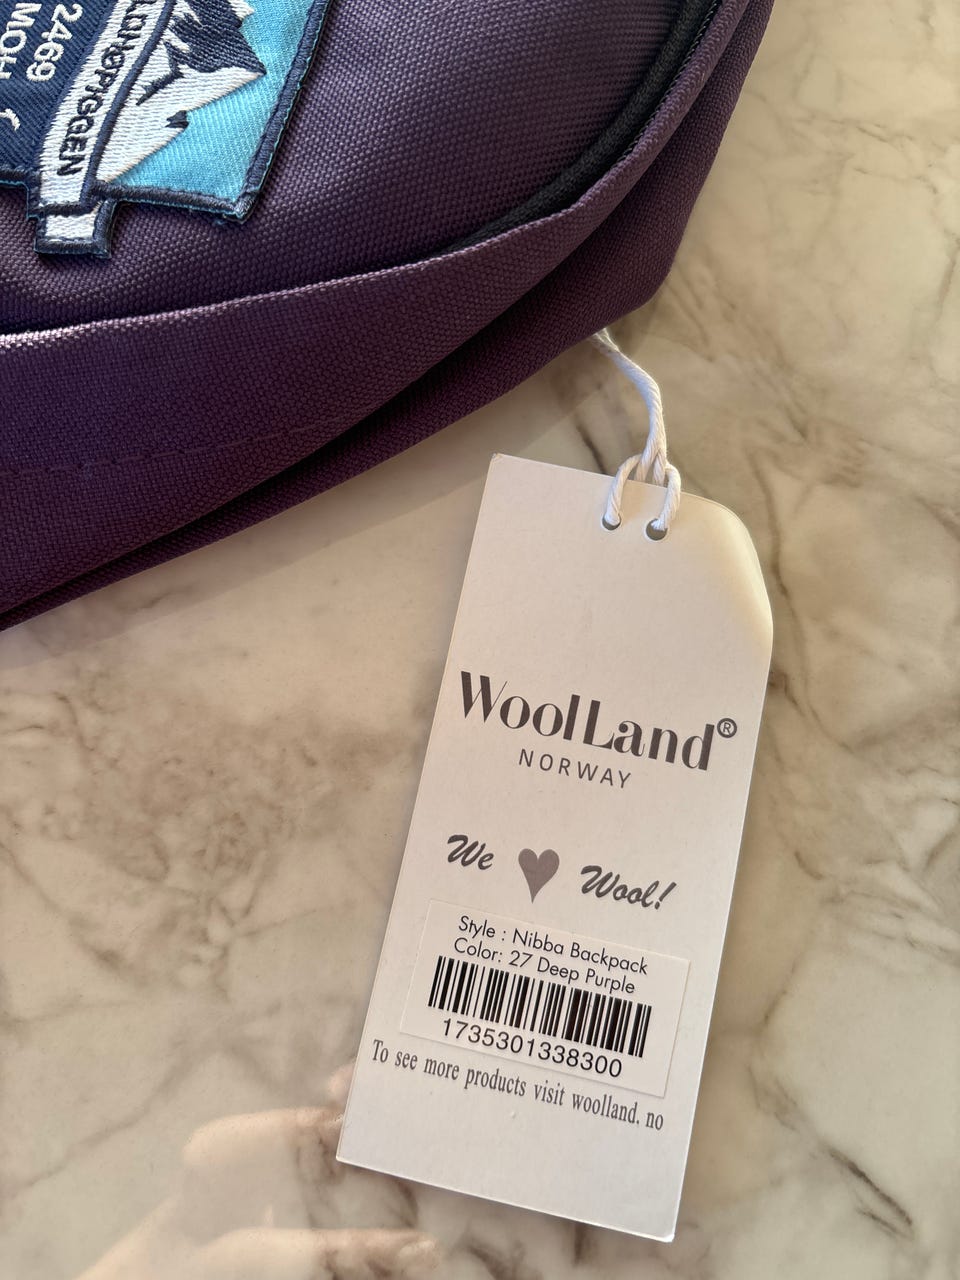 LDHØPIGGEN
2469
MOH
WoolLand®
NORWAY
We ♥ Wool!
Style : Nibba Backpack
Color: 27 Deep Purple
1735301338300
To see more products visit woolland. no